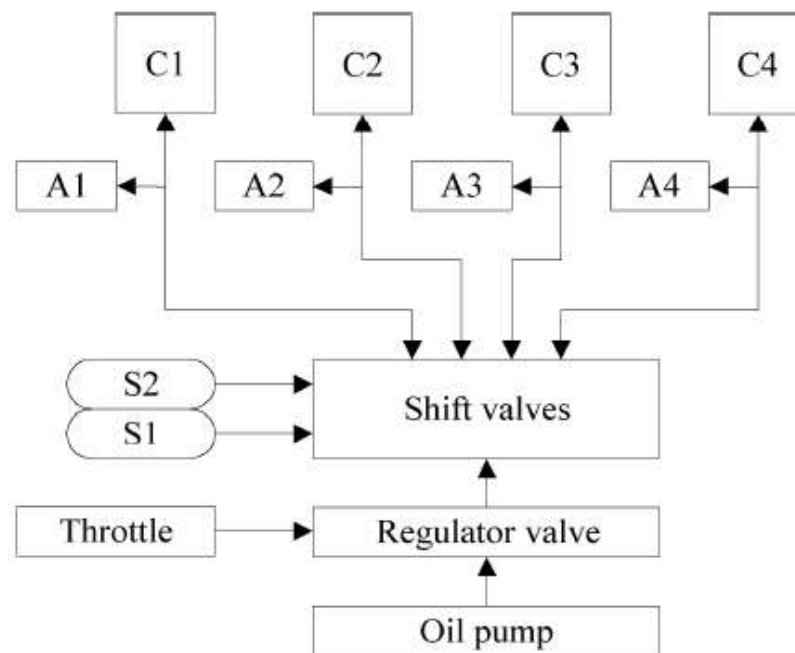 C1
C2
C3
C4
A1
A2
A3
A4
S2
S1
Shift valves
Throttle
Regulator valve
Oil pump